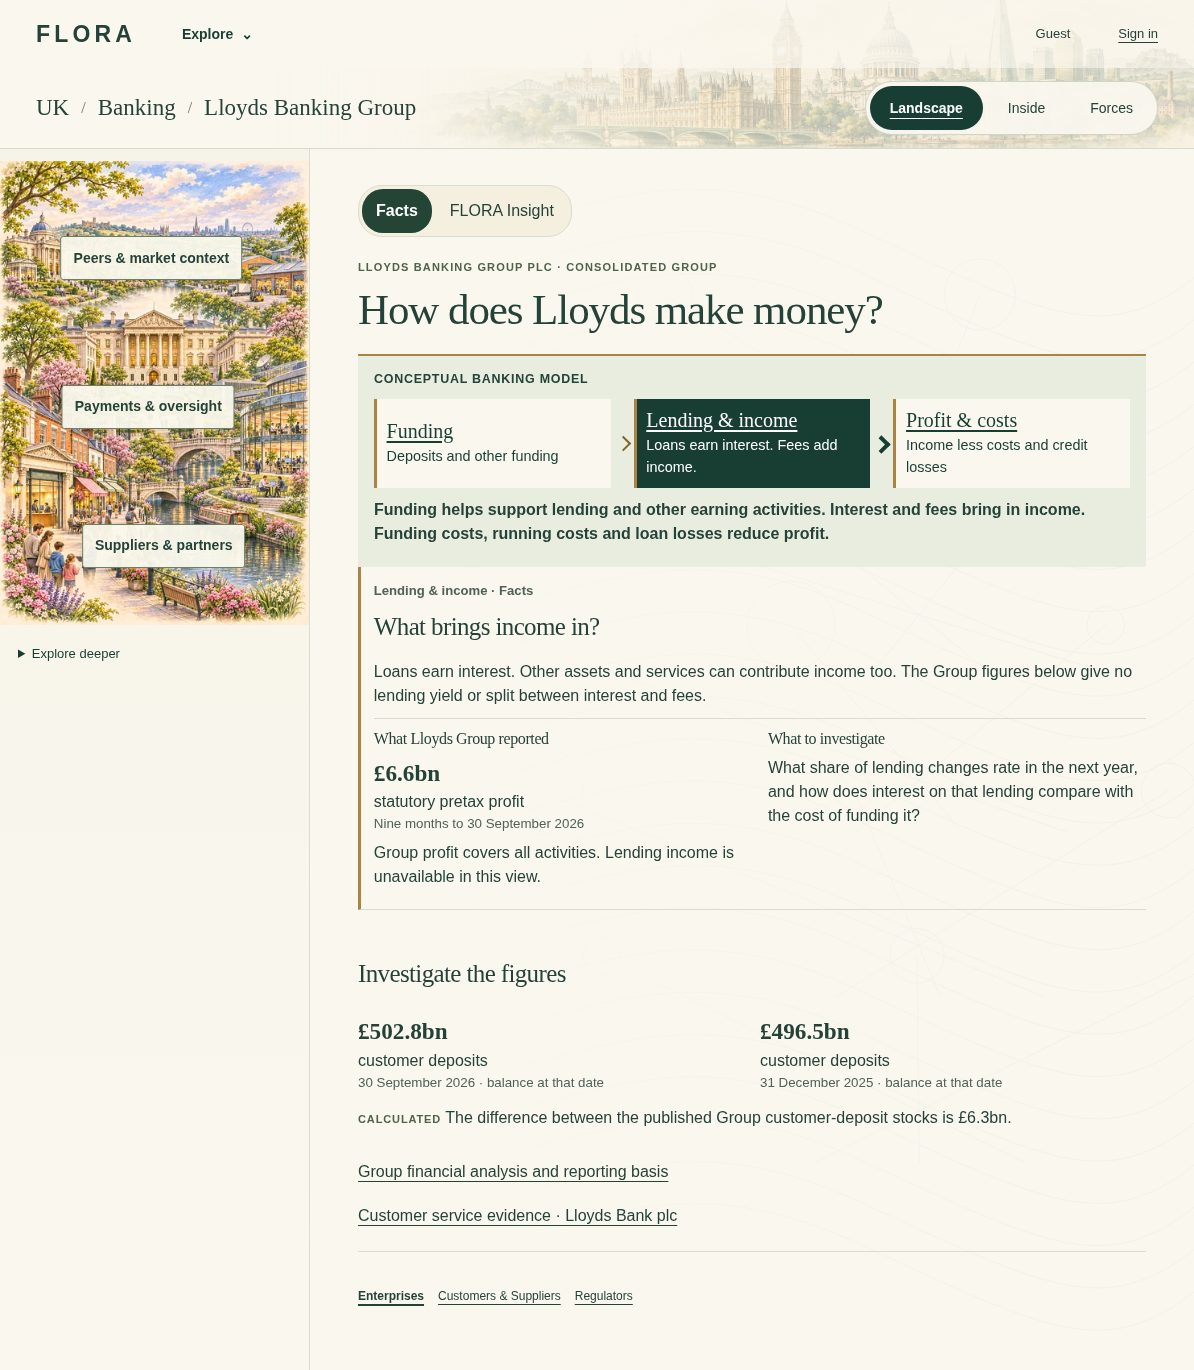 FLORA
Explore
Guest
Sign in
UK / Banking / Lloyds Banking Group
Landscape
Inside
Forces
Peers & market context
Payments & oversight
Suppliers & partners
Explore deeper
Facts
FLORA Insight
LLOYDS BANKING GROUP PLC · CONSOLIDATED GROUP
How does Lloyds make money?
CONCEPTUAL BANKING MODEL
Funding
Deposits and other funding
Lending & income
Loans earn interest. Fees add
income.
Profit & costs
Income less costs and credit
losses
Funding helps support lending and other earning activities. Interest and fees bring in income.
Funding costs, running costs and loan losses reduce profit.
Lending & income · Facts
What brings income in?
Loans earn interest. Other assets and services can contribute income too. The Group figures below give no
lending yield or split between interest and fees.
What Lloyds Group reported
£6.6bn
statutory pretax profit
Nine months to 30 September 2026
Group profit covers all activities. Lending income is
unavailable in this view.
What to investigate
What share of lending changes rate in the next year,
and how does interest on that lending compare with
the cost of funding it?
Investigate the figures
£502.8bn
customer deposits
30 September 2026 · balance at that date
£496.5bn
customer deposits
31 December 2025 · balance at that date
CALCULATED The difference between the published Group customer-deposit stocks is £6.3bn.
Group financial analysis and reporting basis
Customer service evidence · Lloyds Bank plc
Enterprises
Customers & Suppliers
Regulators